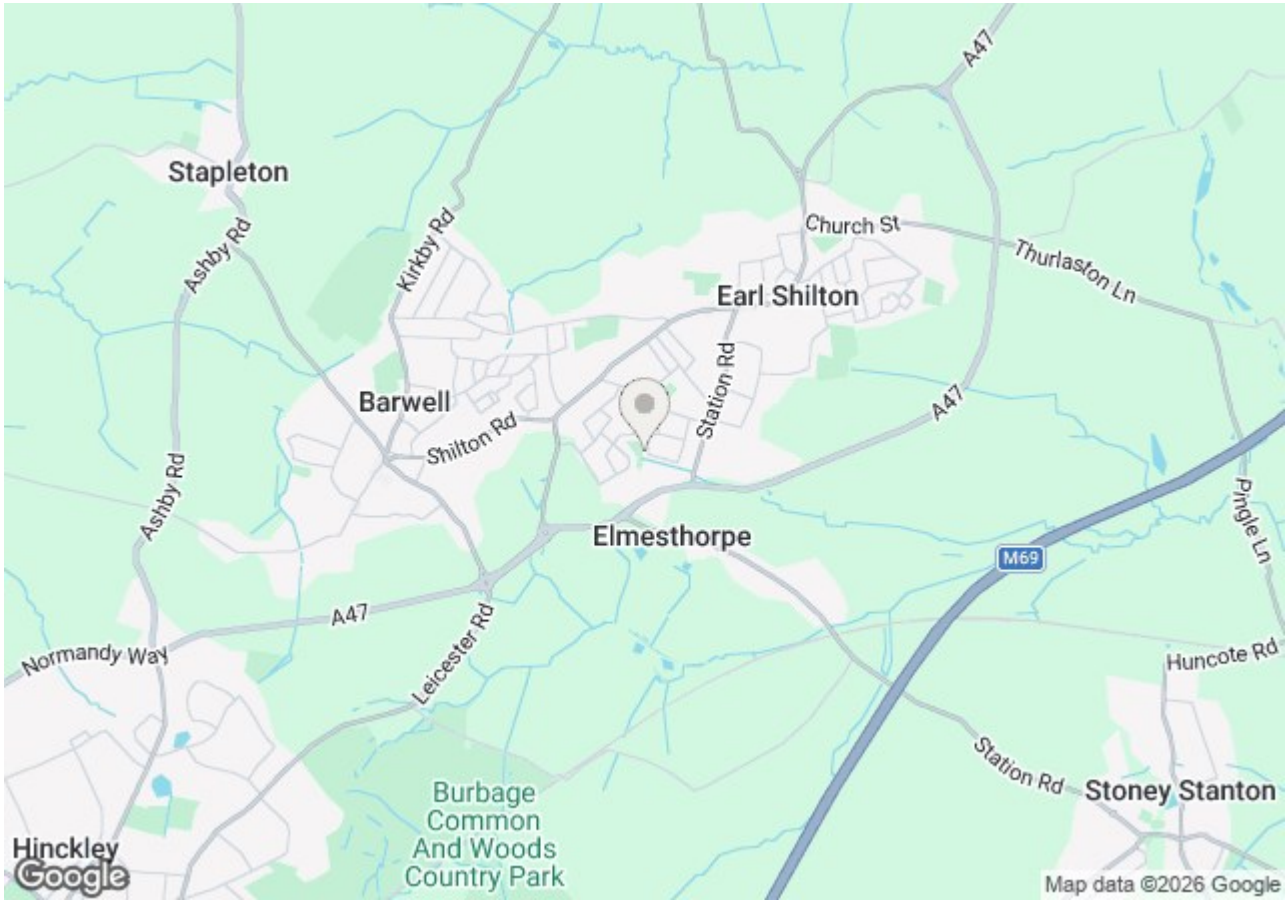 A47
Stapleton
Church St
Kirkby Rd
Ashby Rd
Thurlaston Ln
Earl Shilton
Station Rd
Barwell
A47
Shilton Rd
Ashby Rd
Pingle Ln
Elmesthorpe
M69
A47
Leicester Rd
Normandy Way
Huncote Rd
Station Rd
Stoney Stanton
Burbage
Common
And Woods
Country Park
Hinckley
Google
Map data ©2026 Google